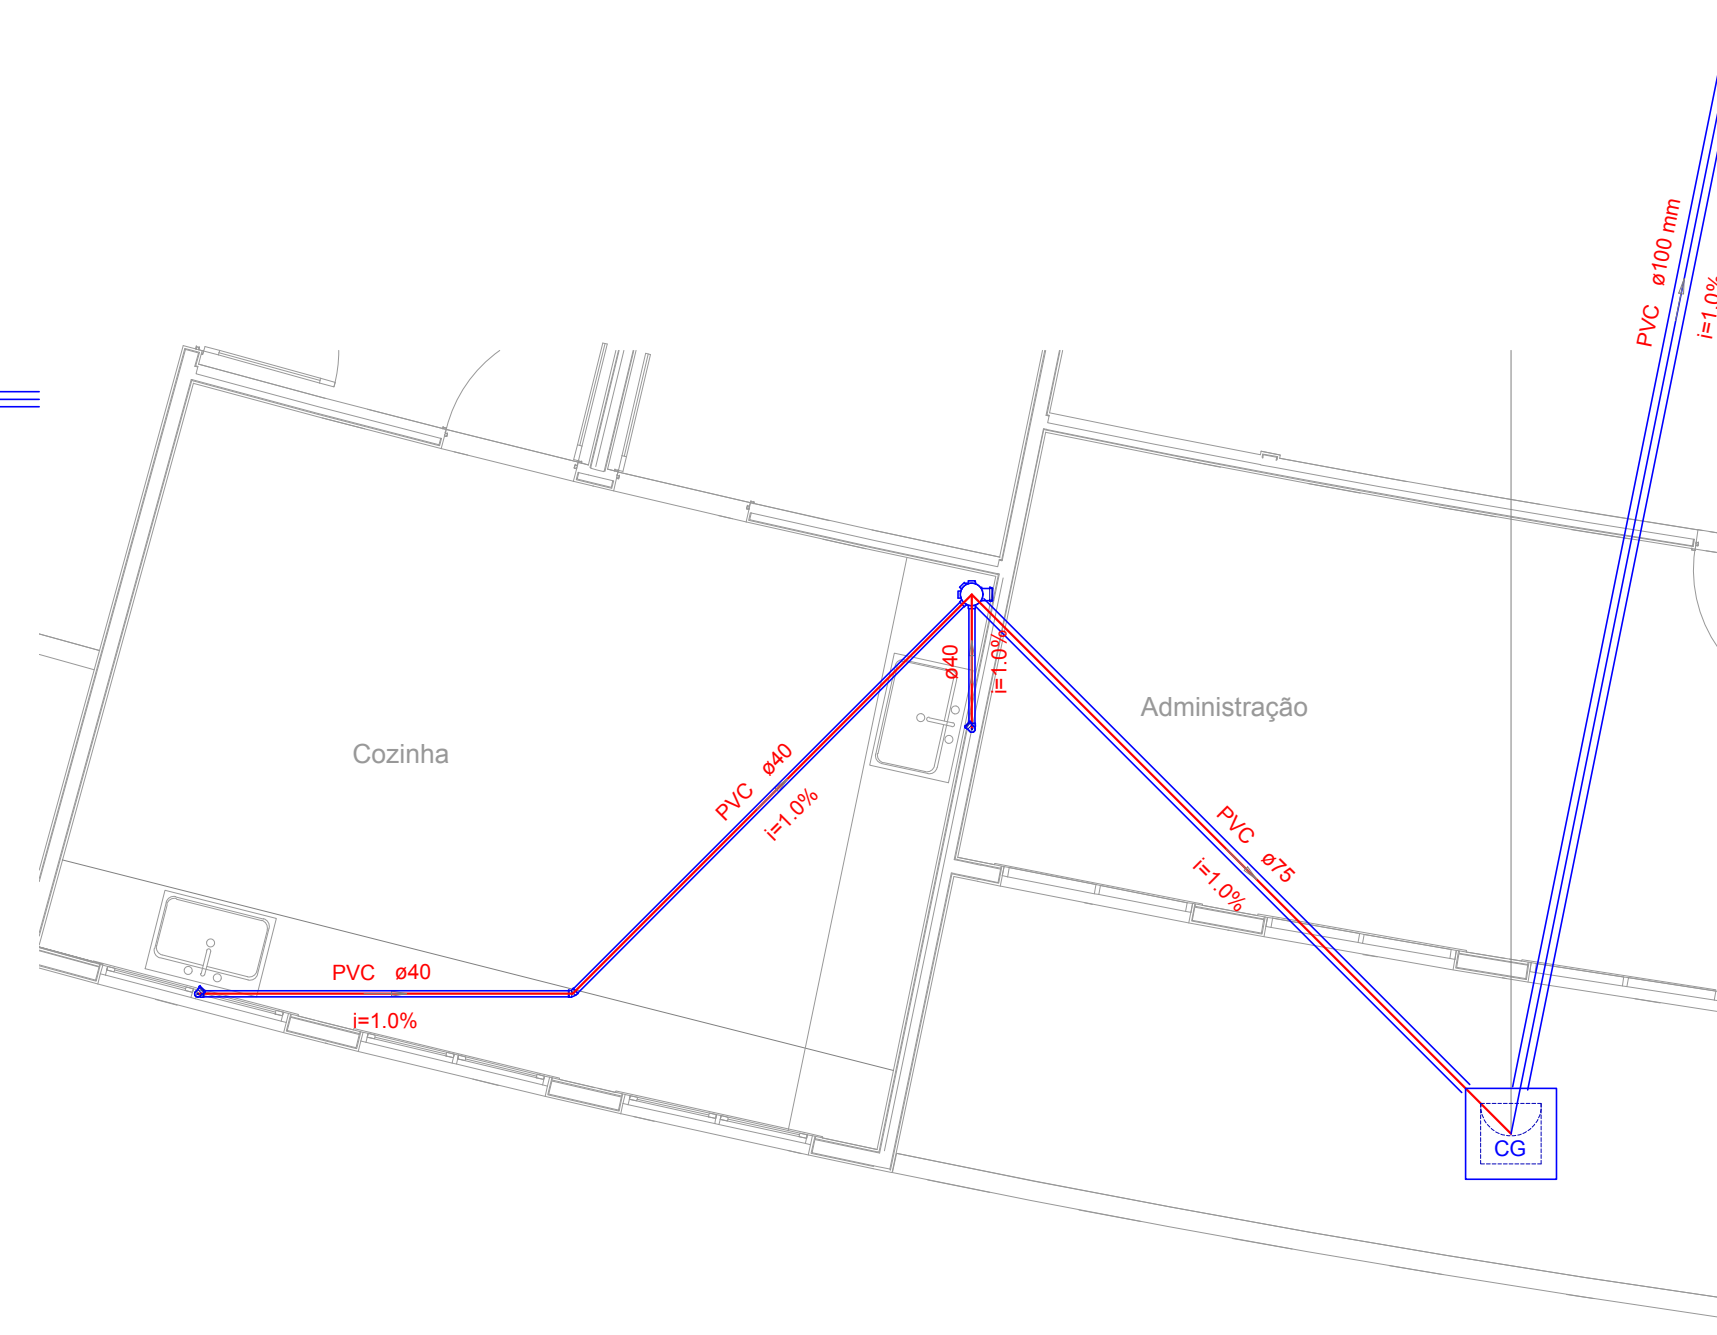 PVC ø100 mm
i=1.0%
ø40
i=1.0%
Administração
Cozinha
PVC ø40
i=1.0%
PVC ø75
i=1.0%
PVC ø40
i=1.0%
CG